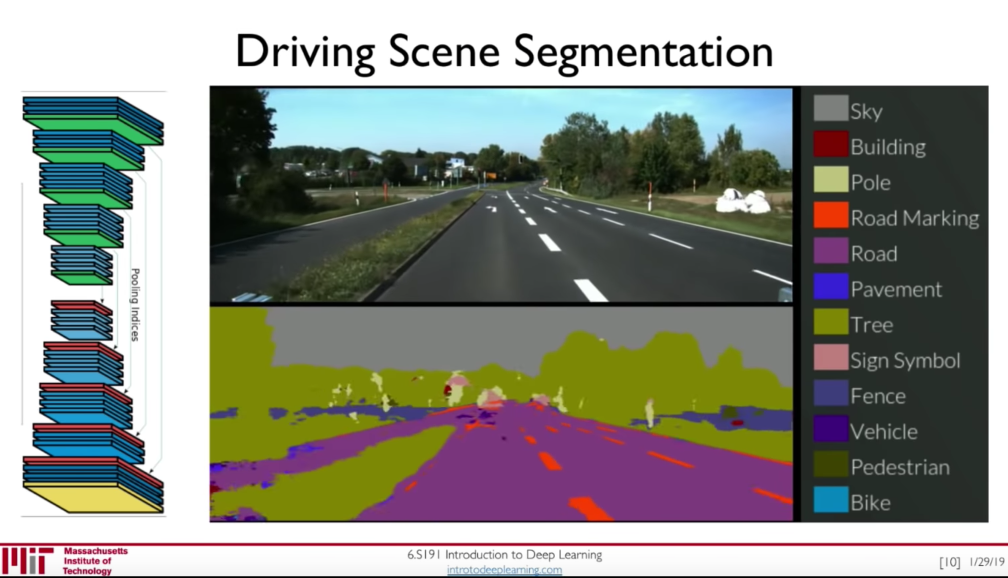 Driving Scene Segmentation
Pooling Indices
Sky
Building
Pole
Road Marking
Road
Pavement
Tree
Sign Symbol
Fence
Vehicle
Pedestrian
Bike
Massachusetts
Institute of
Technology
6.S191 Introduction to Deep Learning
introtodeeplearning.com
[10] 1/29/19